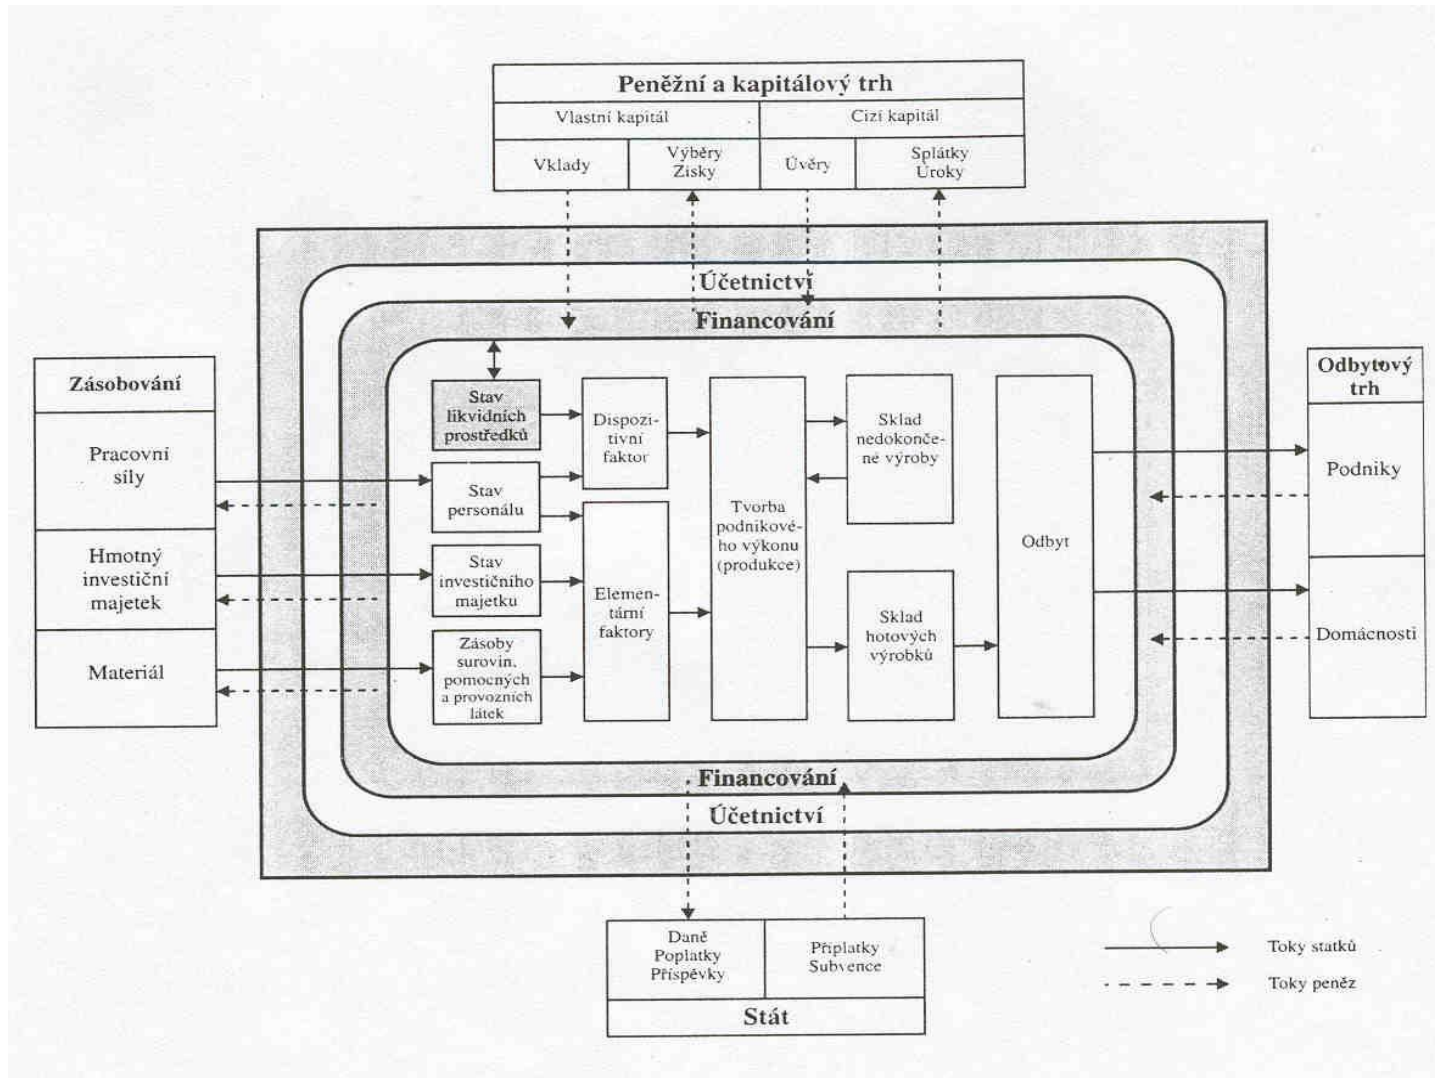 Peněžní a kapitálový trh
Vlastní kapitál
Cizí kapitál
Vklady
Výběry
Zisky
Úvěry
Splátky
Úroky
Účetnictví
Financování
Zásobování
Pracovní
síly
Hmotný
investiční
majetek
Materiál
Stav
likvidních
prostředků
Stav
personálu
Stav
investičního
majetku
Zásoby
surovin,
pomocných
a provozních
látek
Dispozi-
tivní
faktor
Elemen-
tární
faktory
Tvorba
podnikové-
ho výkonu
(produkce)
Sklad
nedokonče-
né výroby
Sklad
hotových
výrobků
Odbyt
Odbytový
trh
Podniky
Domácnosti
Financování
Účetnictví
Daně
Poplatky
Příspěvky
Příplatky
Subvence
Stát
Toky statků
Toky peněz